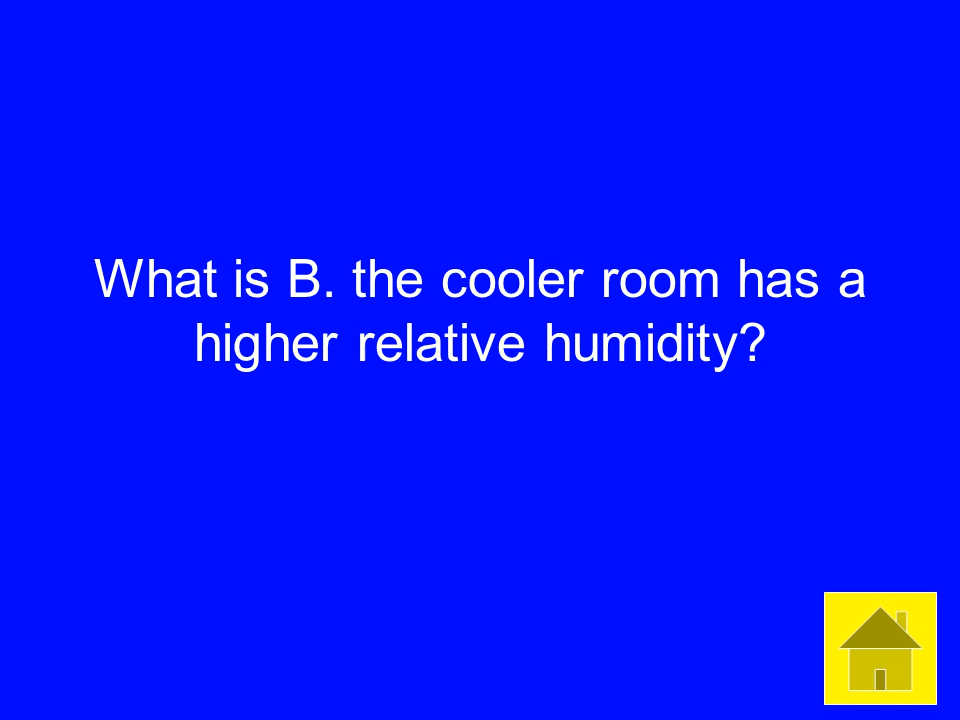 What is B. the cooler room has a
higher relative humidity?